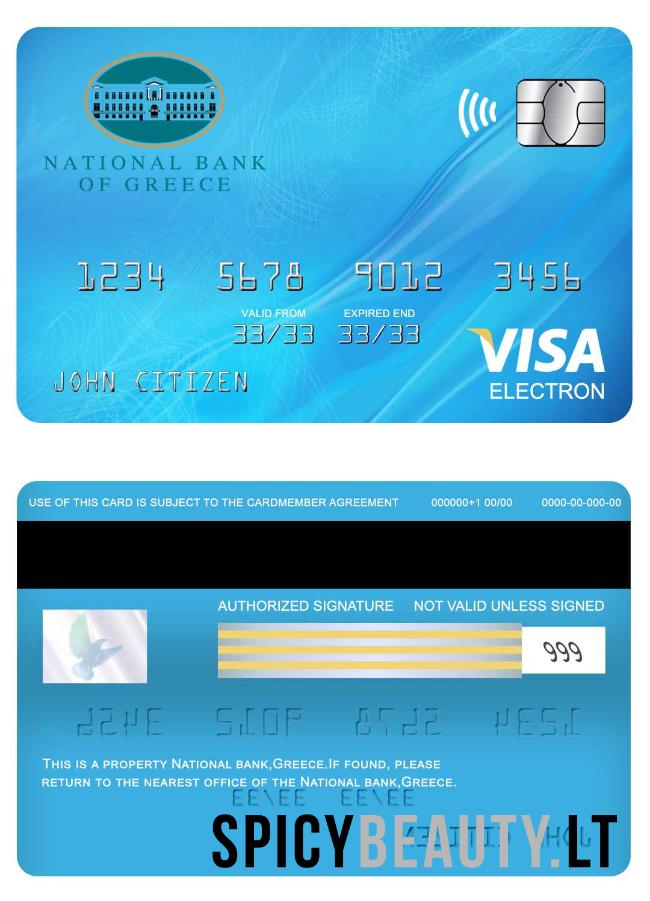 NATIONAL BANK
OF GREECE
1234 5678 9012 3456
VALID FROM EXPIRED END
33/33 33/33
VISA
ELECTRON
JOHN CITIZEN
USE OF THIS CARD IS SUBJECT TO THE CARDMEMBER AGREEMENT 000000+1 00/00 0000-00-000-00
AUTHORIZED SIGNATURE NOT VALID UNLESS SIGNED
999
THIS IS A PROPERTY NATIONAL BANK,GREECE.IF FOUND, PLEASE
RETURN TO THE NEAREST OFFICE OF THE NATIONAL BANK,GREECE.
SPICYBEAUTY.LT